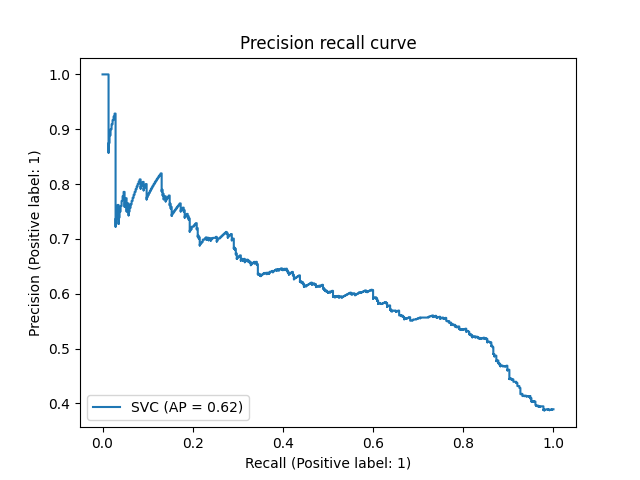 Precision recall curve
1.0
0.9
0.8
0.7
0.6
0.5
0.4
Precision (Positive label: 1)
SVC (AP = 0.62)
0.0 0.2 0.4 0.6 0.8 1.0
Recall (Positive label: 1)